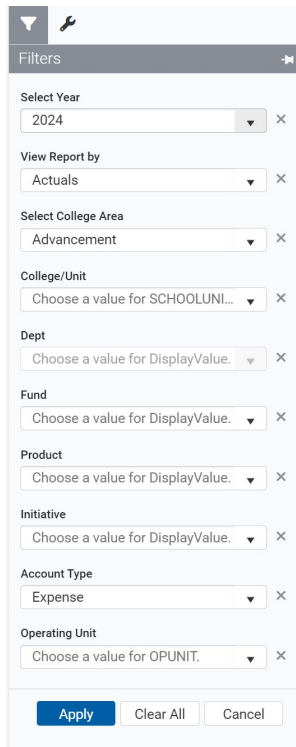 Filters
Select Year
2024
View Report by
Actuals
Select College Area
Advancement
College/Unit
Choose a value for SCHOOLUNI...
Dept
Choose a value for DisplayValue.
Fund
Choose a value for DisplayValue.
Product
Choose a value for DisplayValue.
Initiative
Choose a value for DisplayValue.
Account Type
Expense
Operating Unit
Choose a value for OPUNIT.
Apply Clear All Cancel